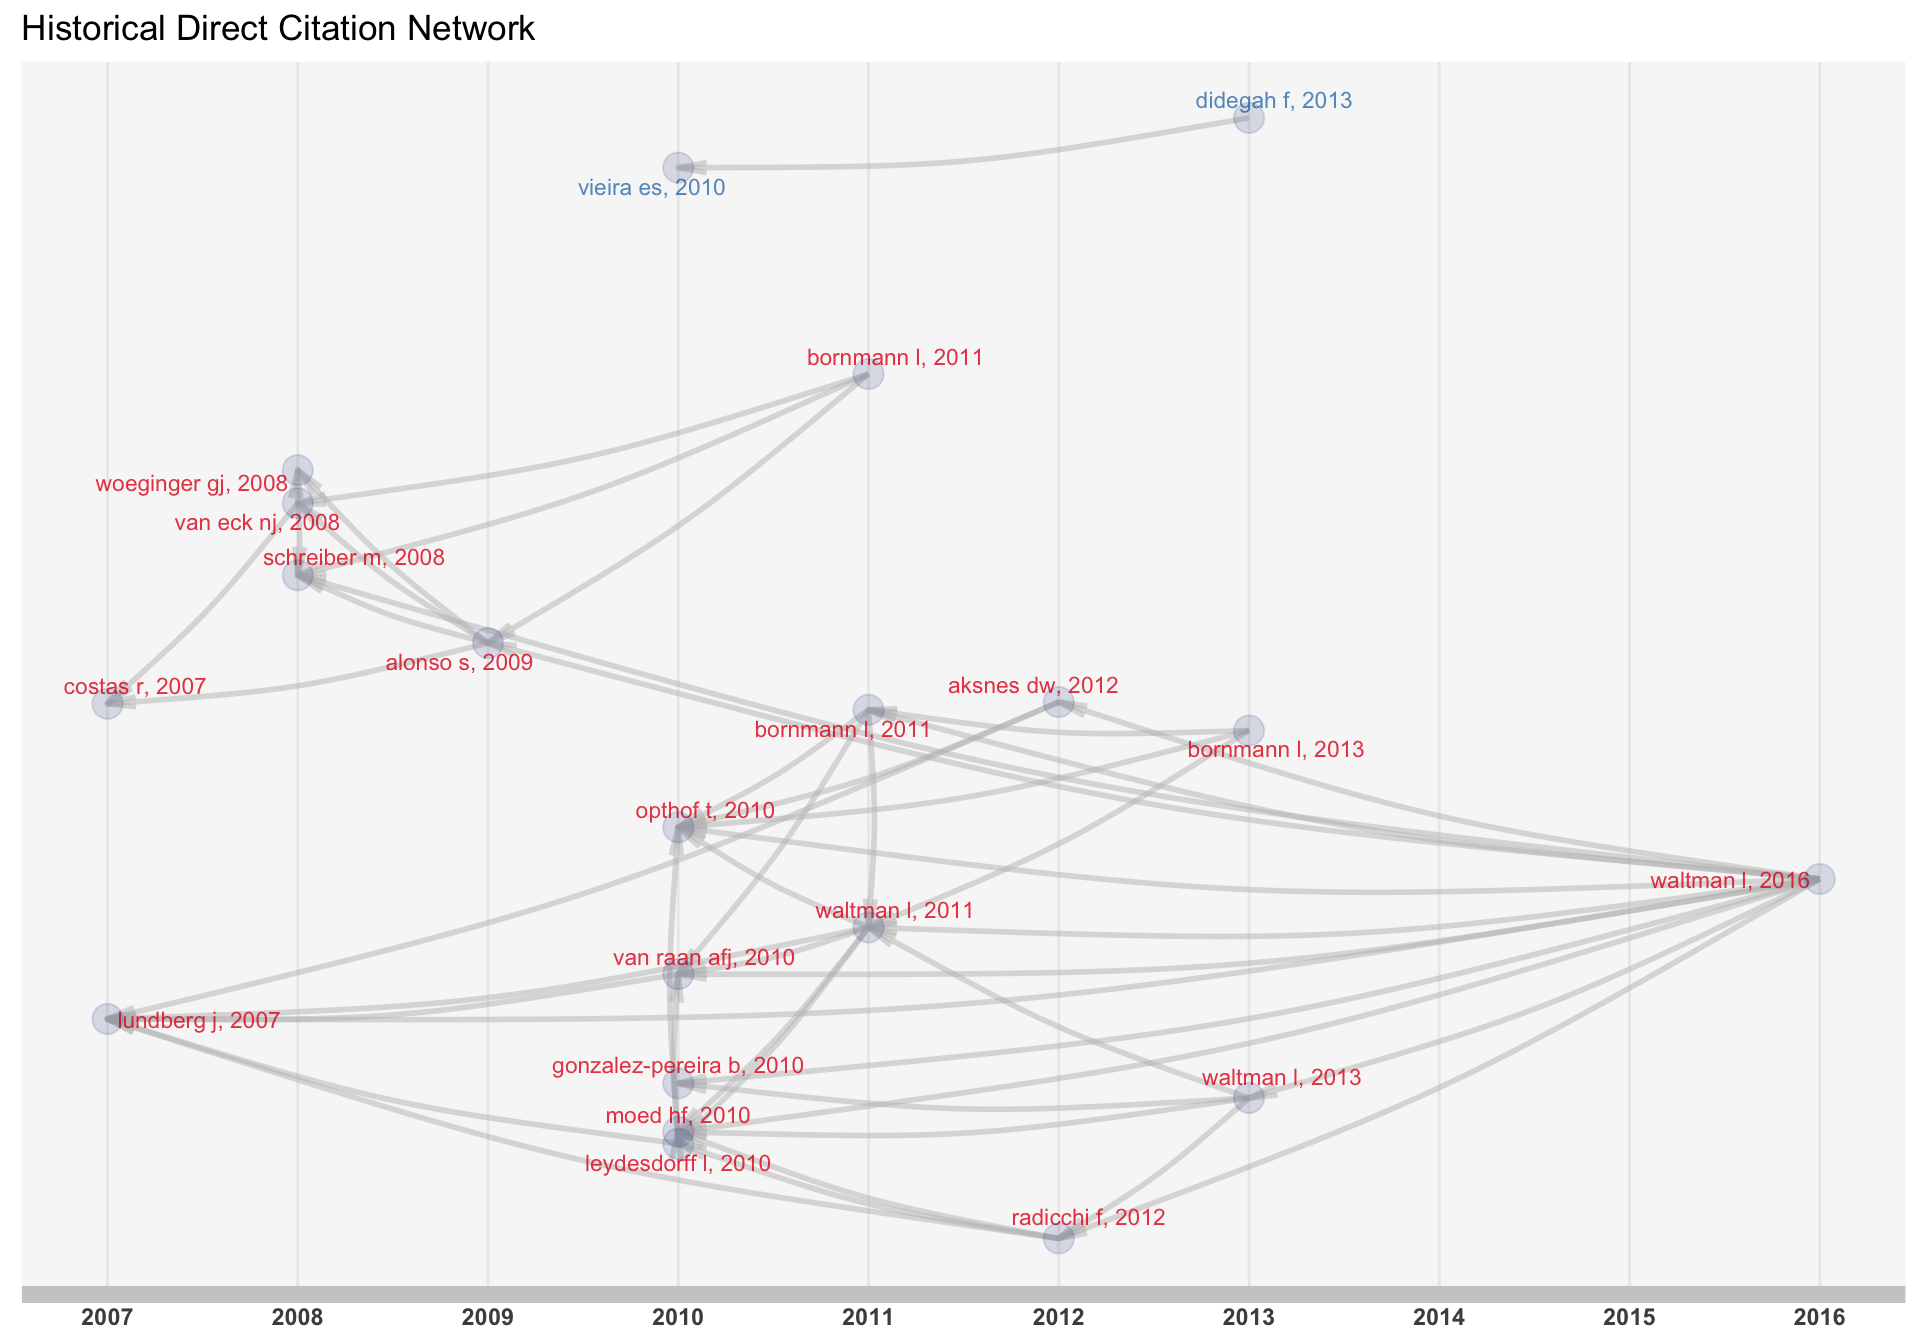 Historical Direct Citation Network
didegah f, 2013
vieira es, 2010
bornmann l, 2011
woeginger gj, 2008
van eck nj, 2008
schreiber m, 2008
alonso s, 2009
costas r, 2007
aksnes dw, 2012
bornmann l, 2011
bornmann l, 2013
opthof t, 2010
waltman l, 2016
waltman l, 2011
van raan afj, 2010
lundberg j, 2007
gonzalez-pereira b, 2010
waltman l, 2013
moed hf, 2010
leydesdorff l, 2010
radicchi f, 2012
2007 2008 2009 2010 2011 2012 2013 2014 2015 2016